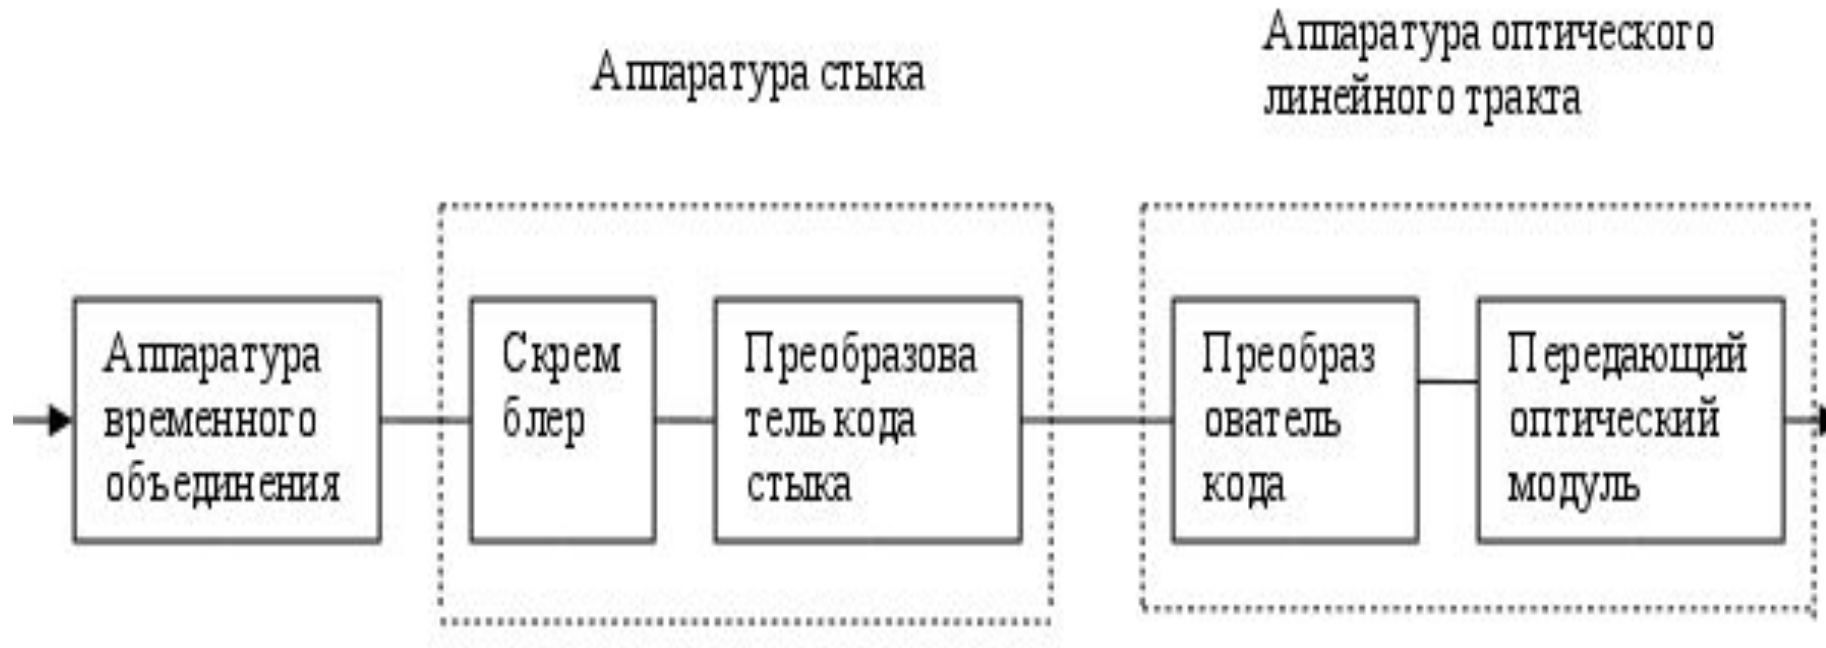 Аппаратура стыка
Аппаратура оптического
линейного тракта
Аппаратура
временного
объединения
Скрем
блер
Преобразова
тель кода
стыка
Преобраз
ователь
кода
Передающий
оптический
модуль